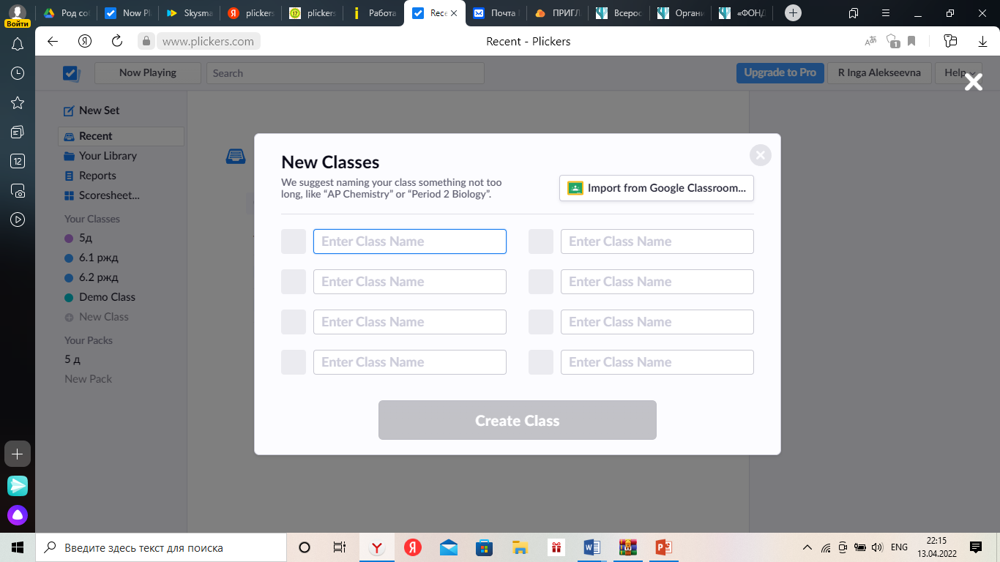 Войти
Род соб
Now Pl
Skysma
plickers
plickers
Работа
Rece
Почта
ПРИГЛ
Всерос
Органи
«ФОНД
www.plickers.com
Recent - Plickers
1
12
Now Playing
Search
Upgrade to Pro
R Inga Alekseevna
Help
New Set
Recent
Your Library
Reports
Scoresheet...
Your Classes
5д
6.1 ржд
6.2 ржд
Demo Class
New Class
Your Packs
5 д
New Pack
New Classes
We suggest naming your class something not too
long, like “AP Chemistry” or “Period 2 Biology”.
Import from Google Classroom...
Enter Class Name
Enter Class Name
Enter Class Name
Enter Class Name
Enter Class Name
Enter Class Name
Enter Class Name
Enter Class Name
Create Class
Введите здесь текст для поиска
ENG
22:15
13.04.2022